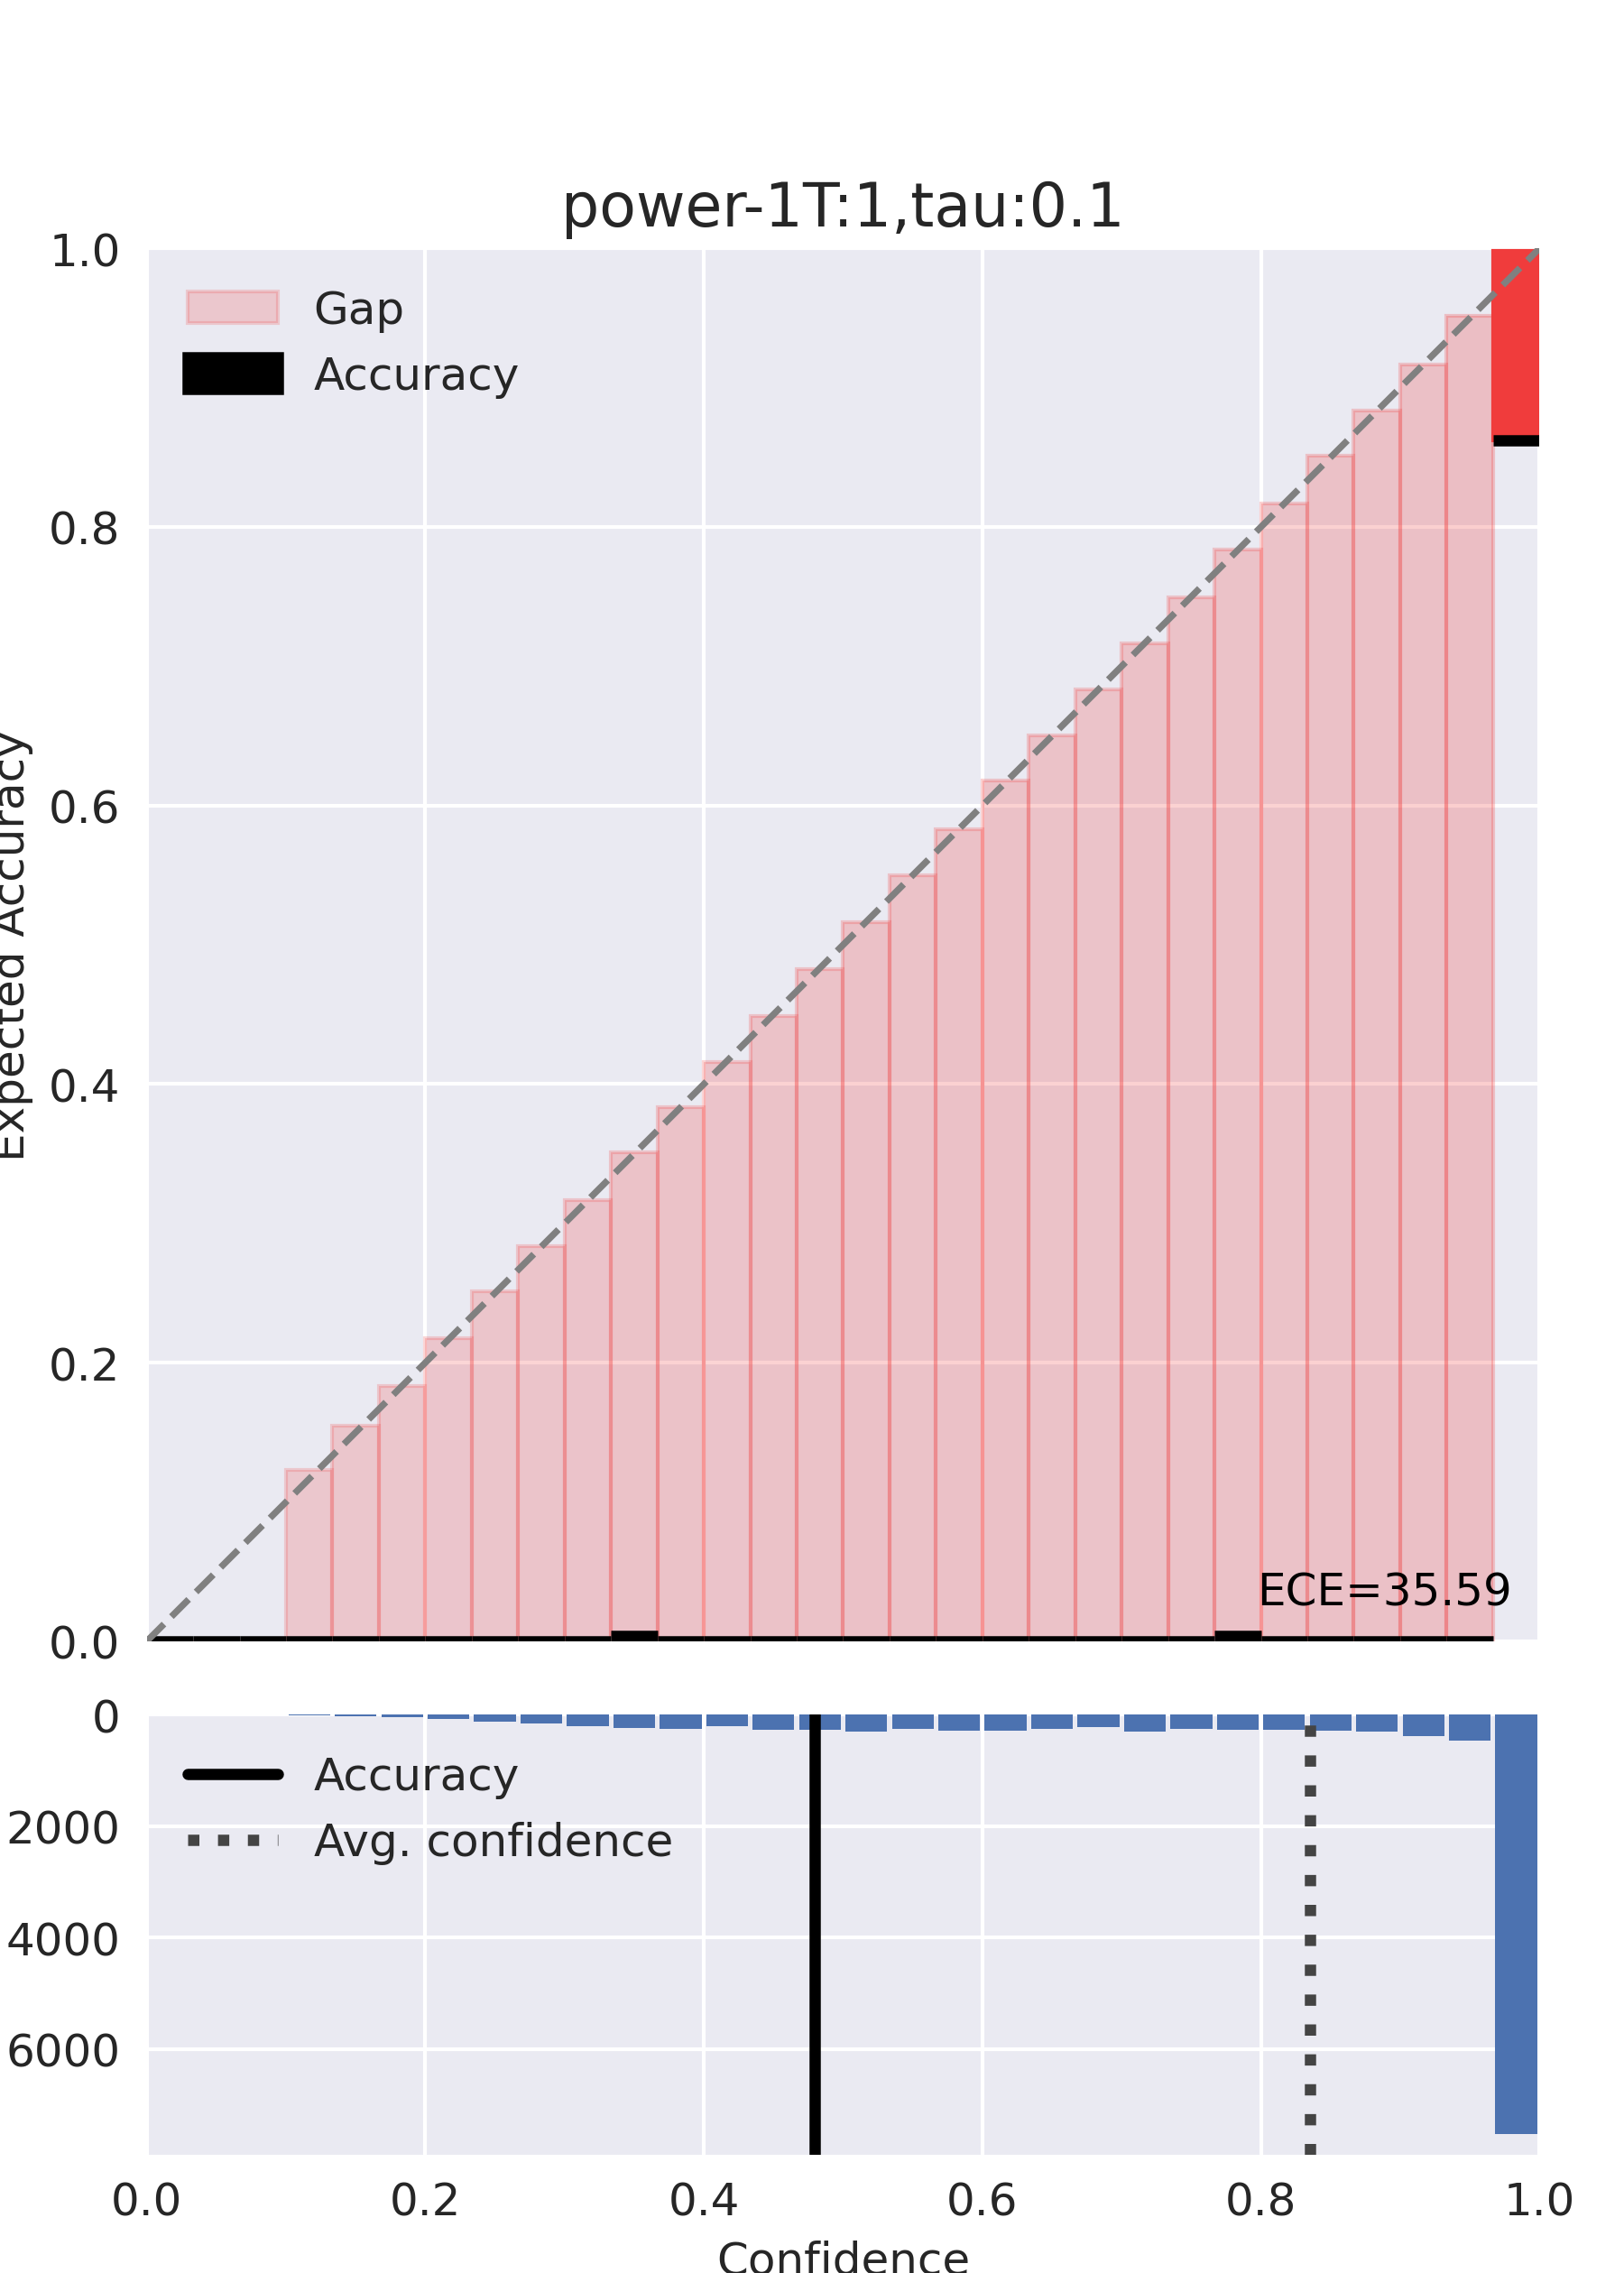 power-1T:1,tau:0.1
1.0
Gap
Accuracy
0.8
0.6
Expected Accuracy
0.4
0.2
ECE=35.59
0.0
0
Accuracy
2000
Avg. confidence
4000
6000
0.0 0.2 0.4 0.6 0.8 1.0
Confidence